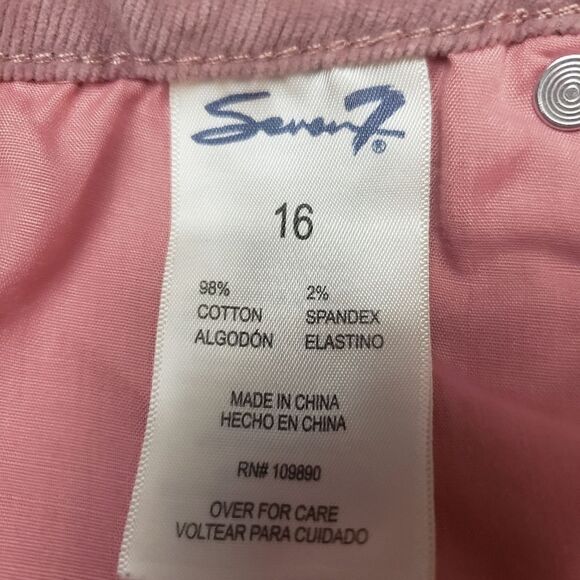 Seven7®
16
98% 2%
COTTON SPANDEX
ALGODÓN ELASTINO
MADE IN CHINA
HECHO EN CHINA
RN# 109890
OVER FOR CARE
VOLTEAR PARA CUIDADO